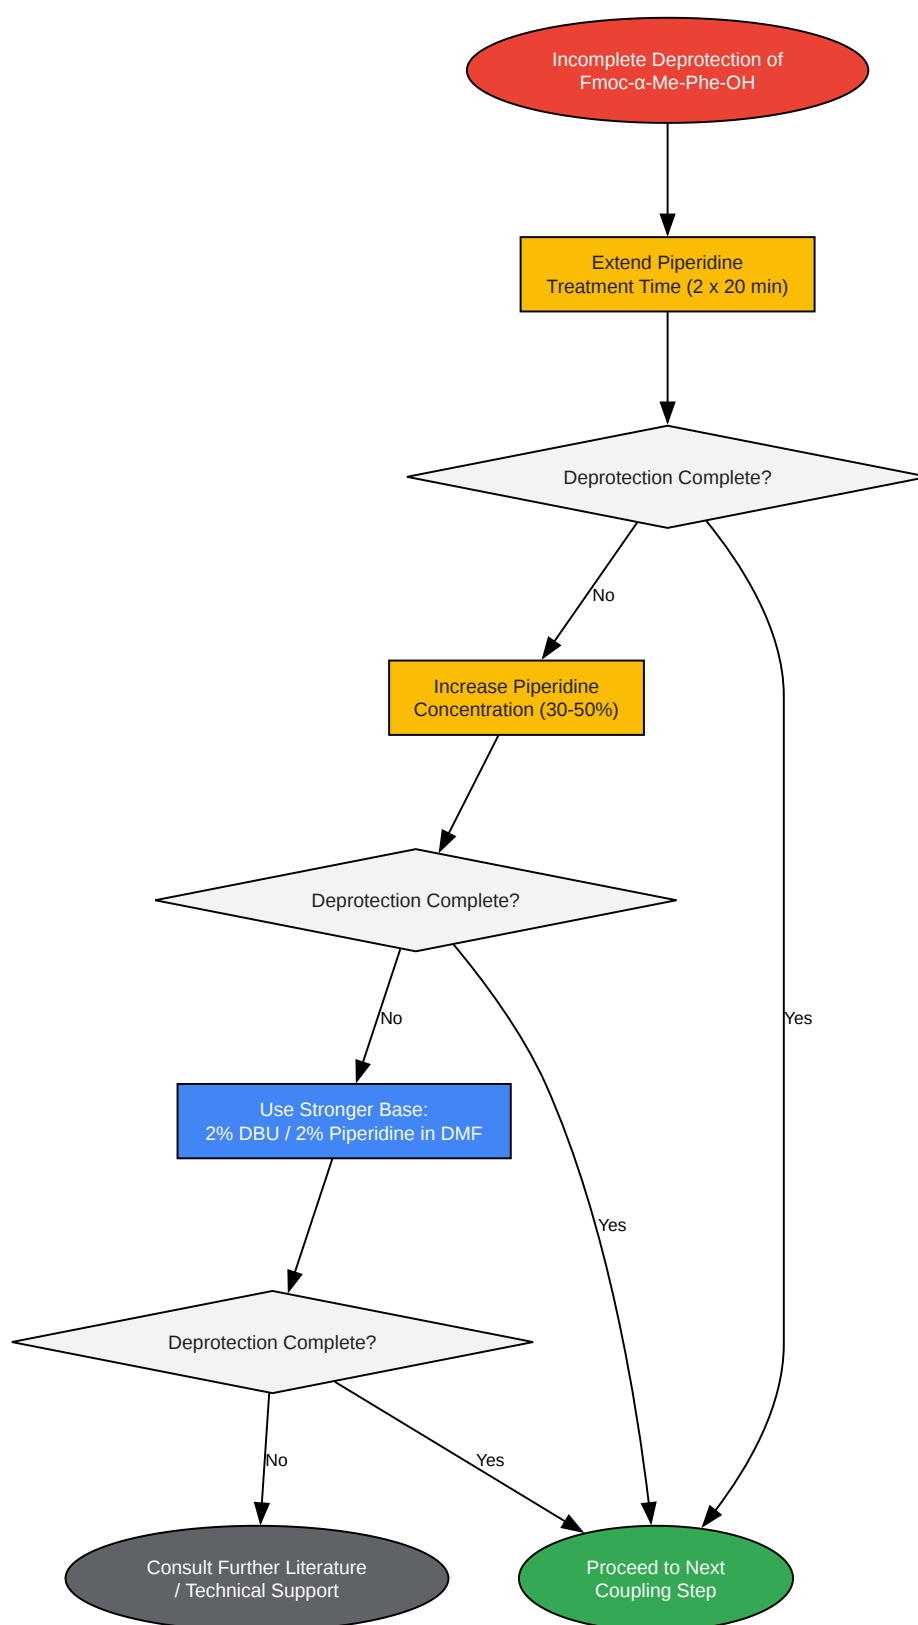 Incomplete Deprotection of
Fmoc-α-Me-Phe-OH
Extend Piperidine
Treatment Time (2 x 20 min)
Deprotection Complete?
No
Increase Piperidine
Concentration (30-50%)
Deprotection Complete?
No
Yes
Use Stronger Base:
2% DBU / 2% Piperidine in DMF
Yes
Deprotection Complete?
No
Yes
Consult Further Literature
/ Technical Support
Proceed to Next
Coupling Step